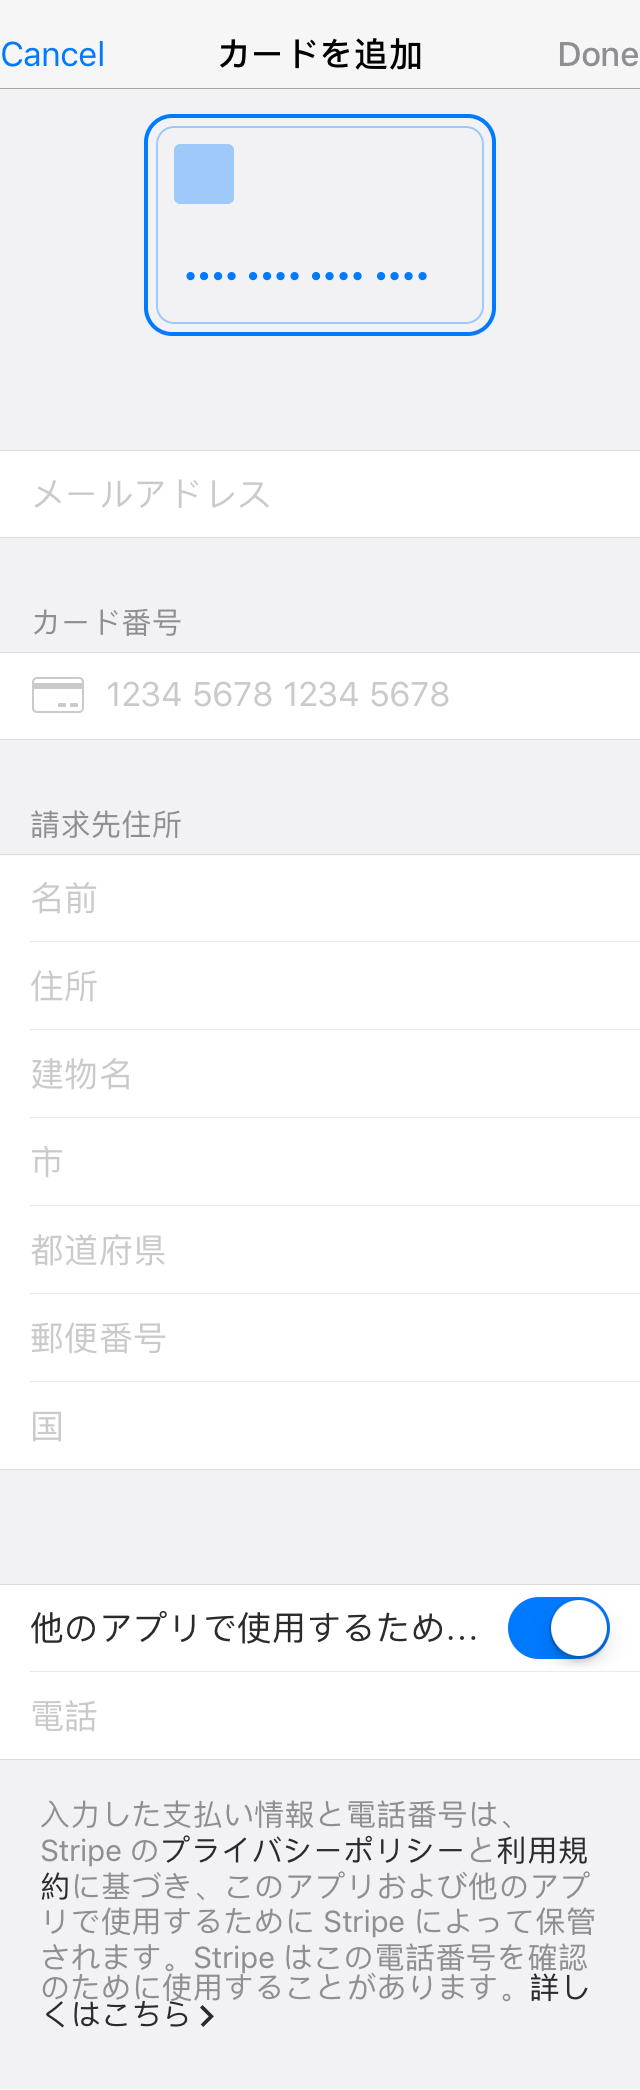 Cancel
カードを追加
Done
•••• •••• •••• ••••
メールアドレス
カード番号
1234 5678 1234 5678
請求先住所
名前
住所
建物名
市
都道府県
郵便番号
国
他のアプリで使用するため...
電話
入力した支払い情報と電話番号は、
Stripe のプライバシーポリシーと利用規
約に基づき、このアプリおよび他のアプ
リで使用するために Stripe によって保管
されます。Stripe はこの電話番号を確認
のために使用することがあります。詳し
くはこちら